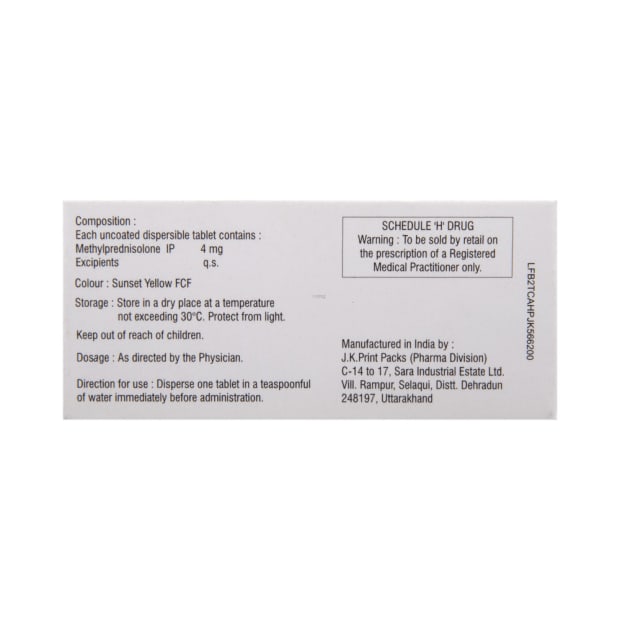 Composition :
Each uncoated dispersible tablet contains :
Methylprednisolone IP 4 mg
Excipients q.s.
Colour : Sunset Yellow FCF
Storage : Store in a dry place at a temperature
not exceeding 30°C. Protect from light.
Keep out of reach of children.
Dosage : As directed by the Physician.
Direction for use : Disperse one tablet in a teaspoonful
of water immediately before administration.
SCHEDULE 'H' DRUG
Warning : To be sold by retail on
the prescription of a Registered
Medical Practitioner only.
Manufactured in India by :
J.K.Print Packs (Pharma Division)
C-14 to 17, Sara Industrial Estate Ltd.
Vill. Rampur, Selaqui, Distt. Dehradun
248197, Uttarakhand
LFB2TCAHPJK566200